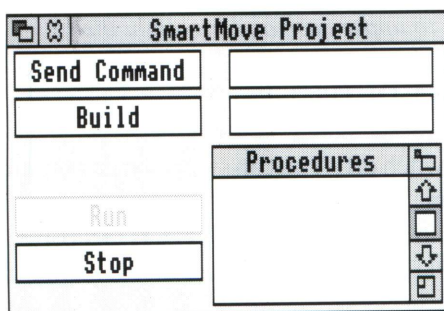 SmartMove Project
Send Command
Build
Procedures
Run
Stop